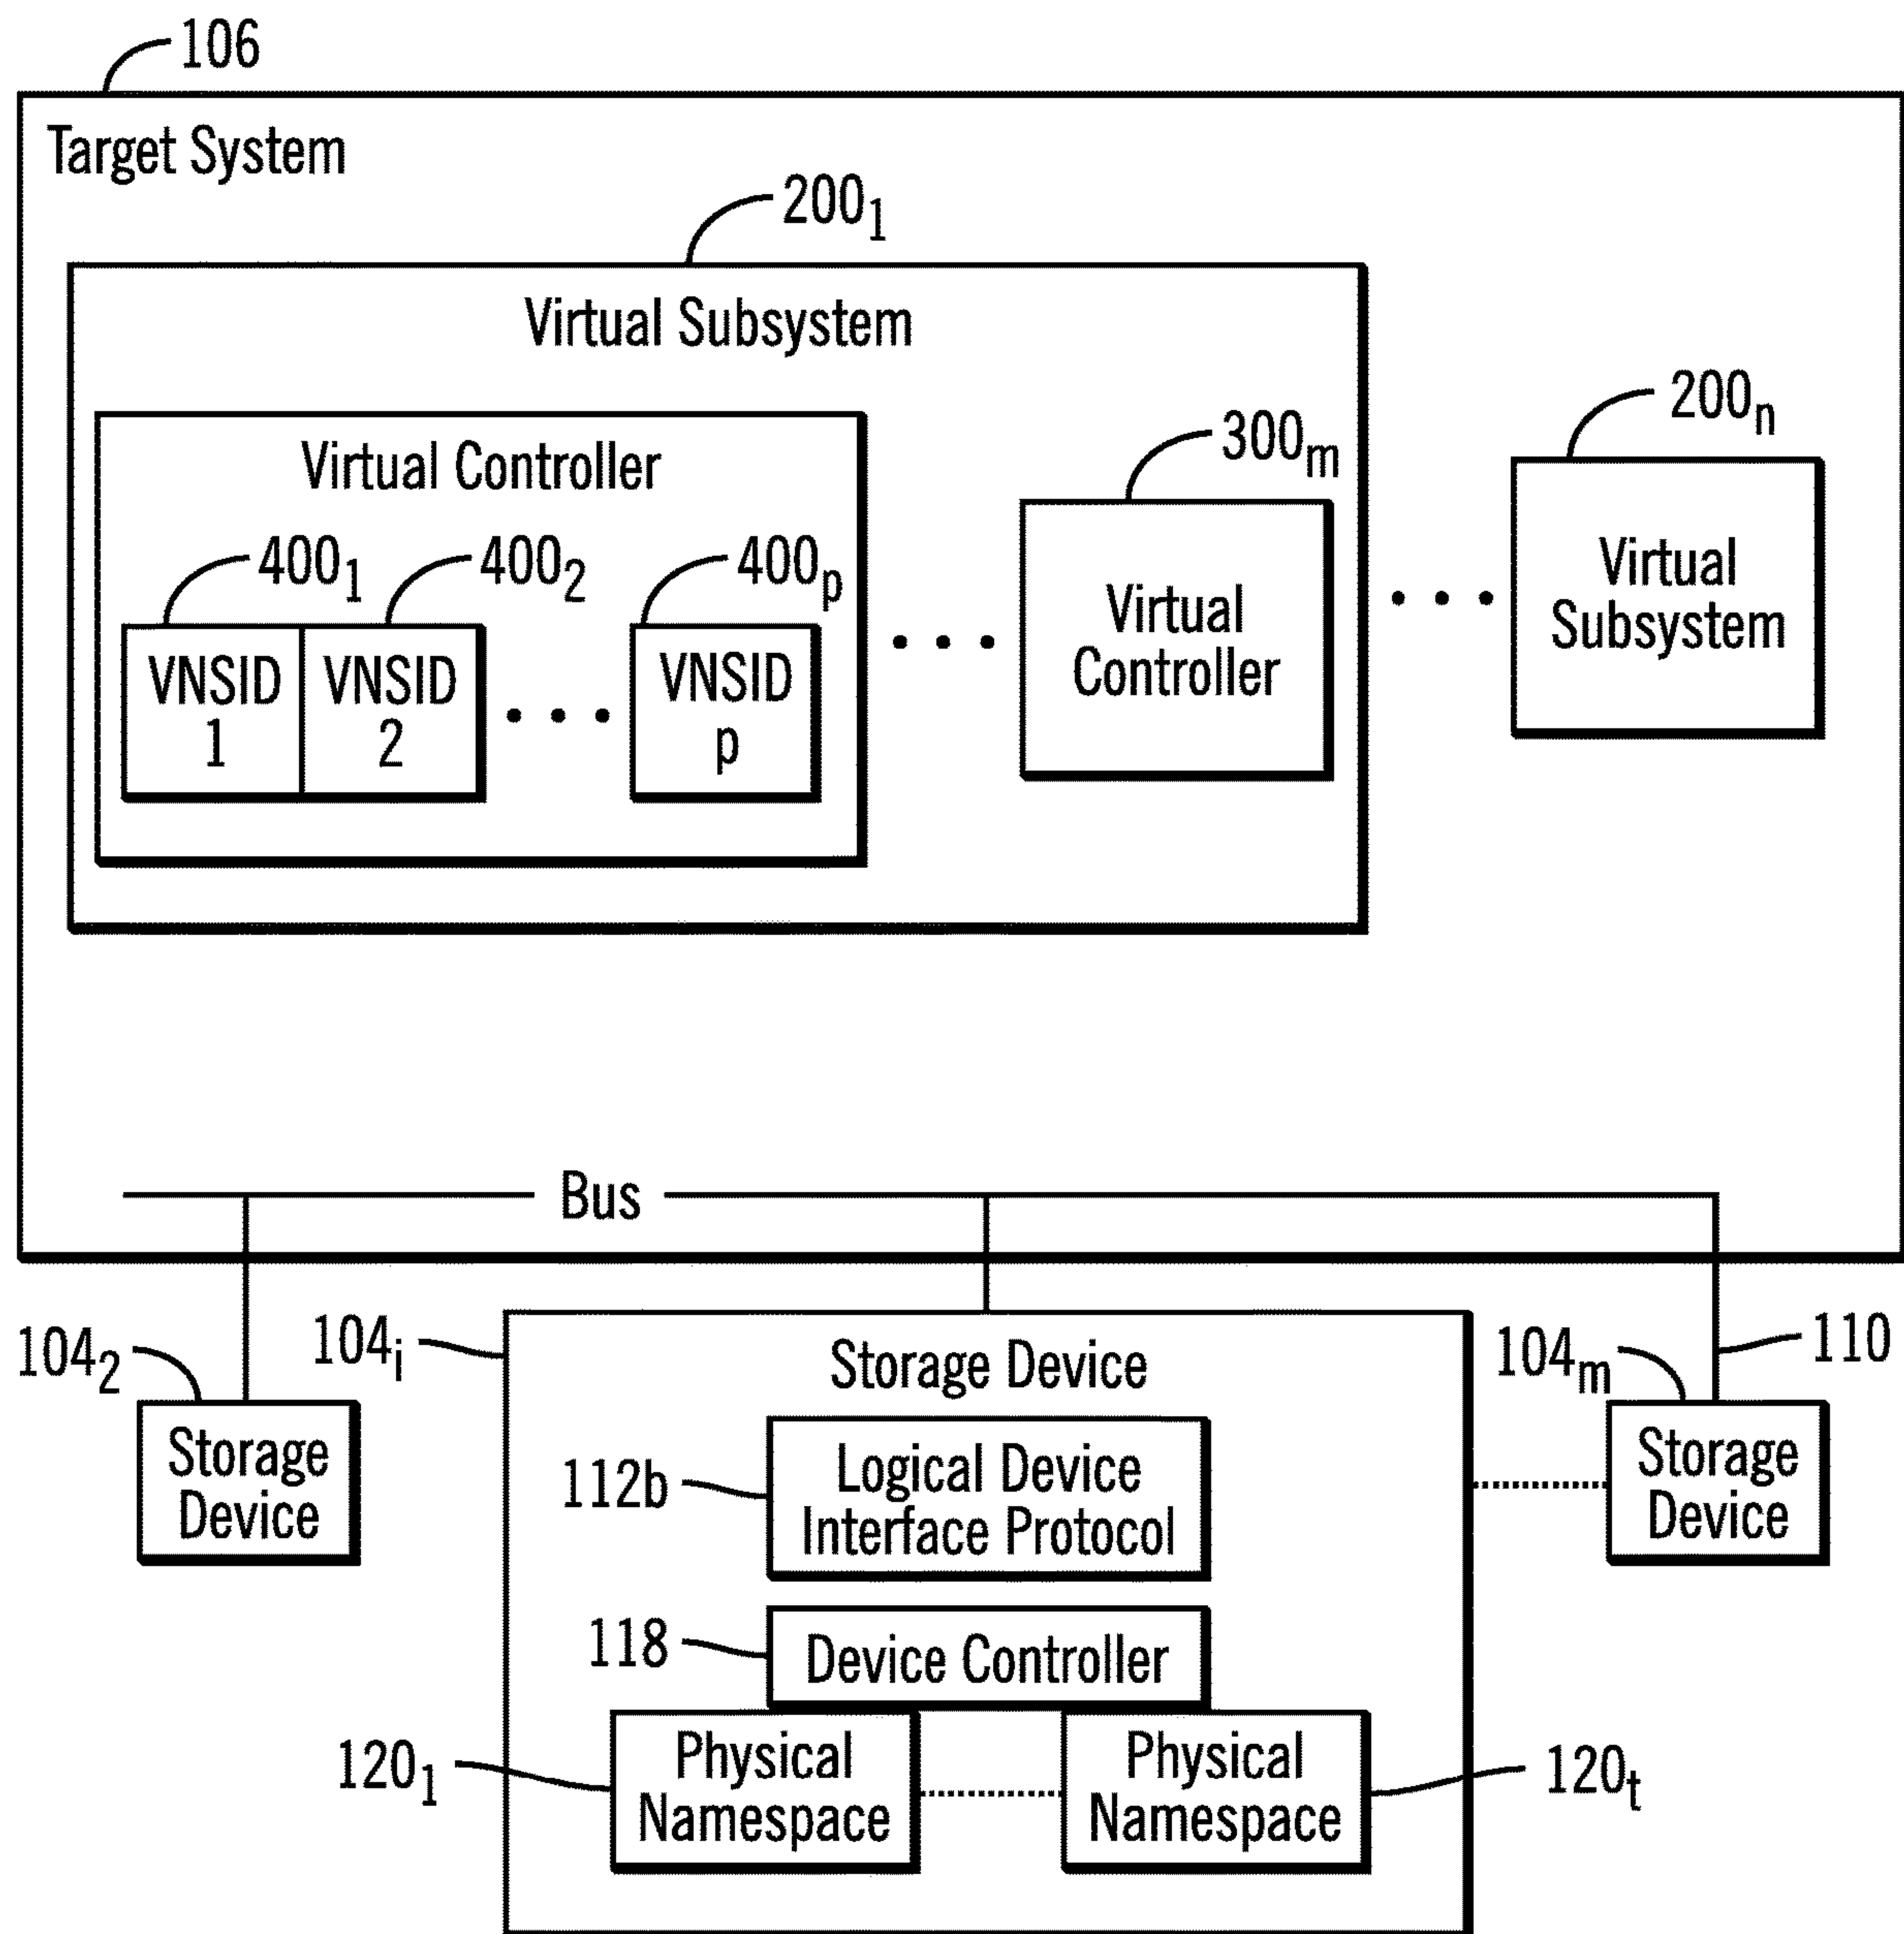 106
Target System
200₁
Virtual Subsystem
200ₙ
Virtual Controller
300ₘ
400₁
400₂
400ₚ
VNSID
1
VNSID
2
VNSID
p
Virtual
Controller
Virtual
Subsystem
Bus
104₂
104ᵢ
Storage Device
104ₘ
110
Storage
Device
112b
Logical Device
Interface Protocol
Storage
Device
118
Device Controller
120₁
Physical
Namespace
Physical
Namespace
120ₜ